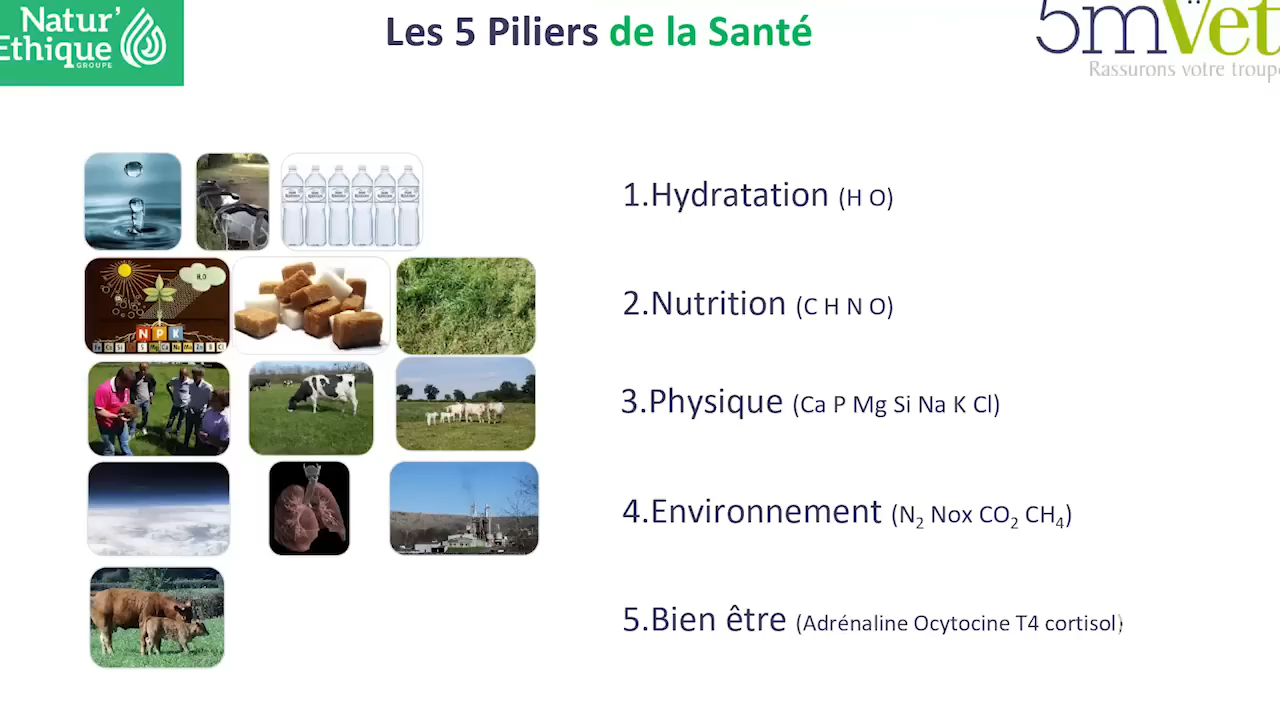 Natur'
Ethique
GROUPE
Les 5 Piliers de la Santé
5mVet
Rassurons votre troupe
1.Hydratation (H O)
2.Nutrition (C H N O)
H₂O
N P K
3.Physique (Ca P Mg Si Na K Cl)
4.Environnement (N₂ Nox CO₂ CH₄)
5.Bien être (Adrénaline Ocytocine T4 cortisol)